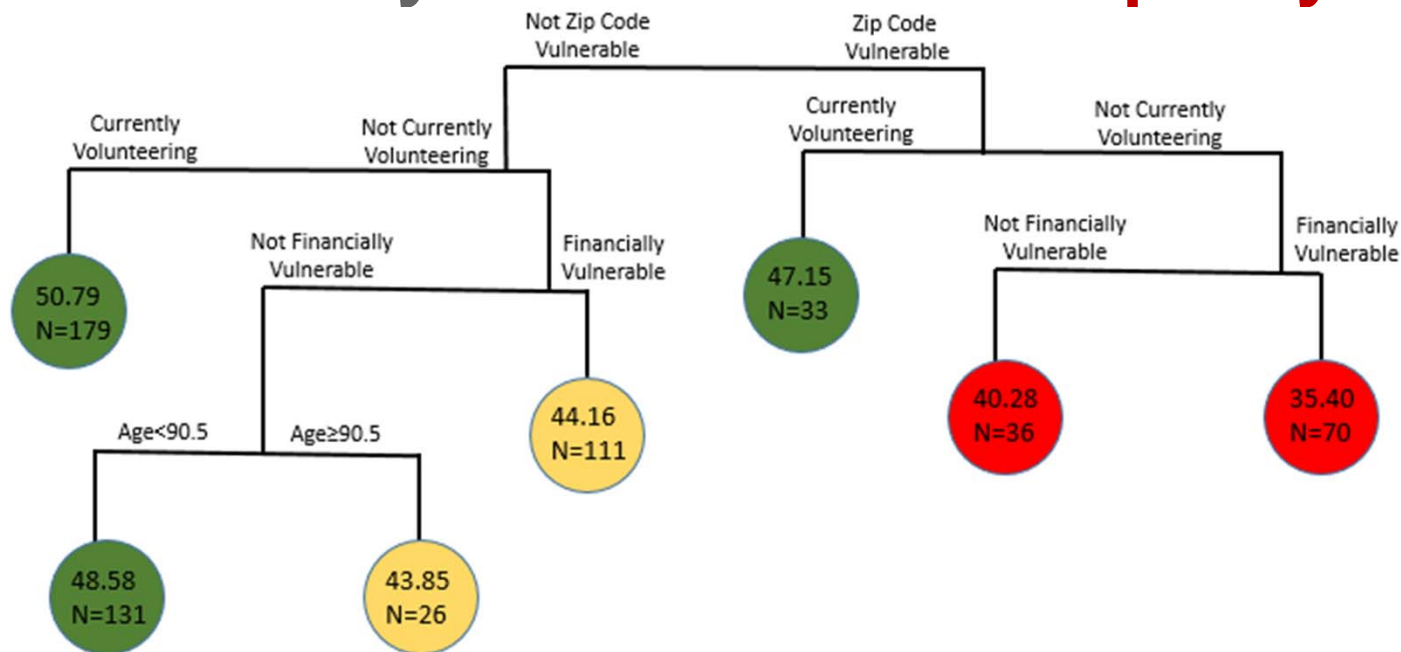 Not Zip Code
Vulnerable
Zip Code
Vulnerable
Currently
Volunteering
Not Currently
Volunteering
Currently
Volunteering
Not Currently
Volunteering
Not Financially
Vulnerable
Financially
Vulnerable
Not Financially
Vulnerable
Financially
Vulnerable
50.79
N=179
47.15
N=33
44.16
N=111
40.28
N=36
35.40
N=70
Age<90.5
Age≥90.5
48.58
N=131
43.85
N=26